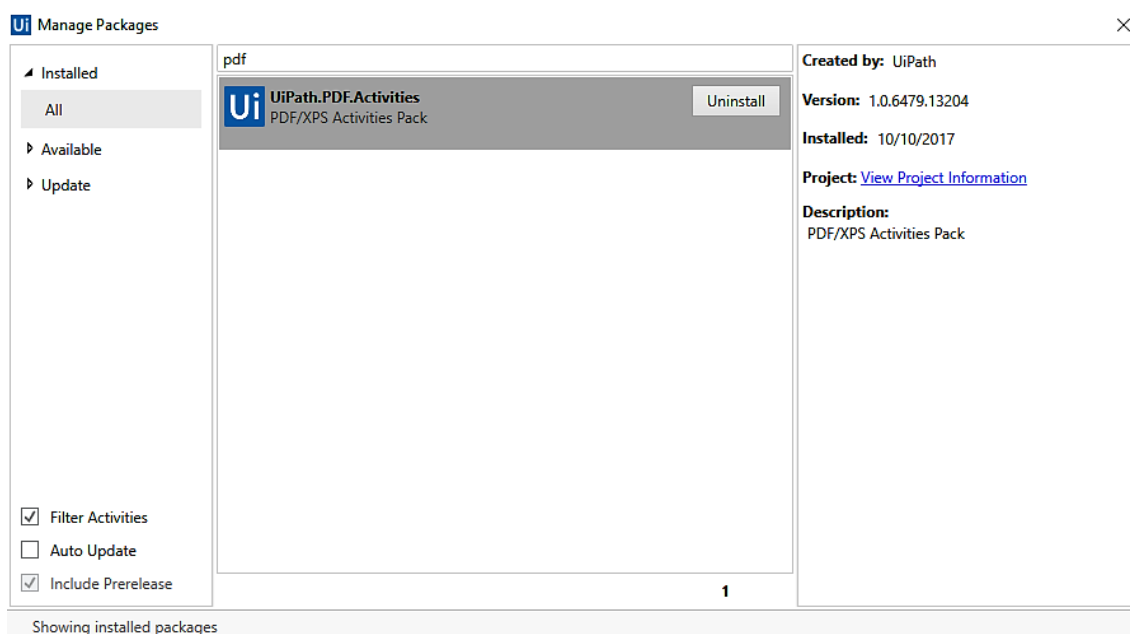 Ui Manage Packages
Installed
All
Available
Update
Filter Activities
Auto Update
Include Prerelease
pdf
Ui
UiPath.PDF.Activities
PDF/XPS Activities Pack
Uninstall
1
Created by: UiPath
Version: 1.0.6479.13204
Installed: 10/10/2017
Project: View Project Information
Description:
PDF/XPS Activities Pack
Showing installed packages